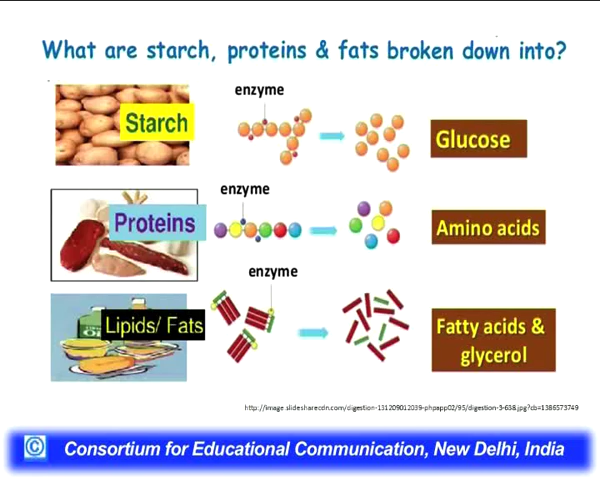 What are starch, proteins & fats broken down into?
enzyme
Starch
Glucose
enzyme
Proteins
Amino acids
enzyme
Lipids/ Fats
Fatty acids &
glycerol
http://image.slidesharecdn.com/digestion-131209012039-phpapp02/95/digestion-3-638.jpg?cb=1386573749
© Consortium for Educational Communication, New Delhi, India